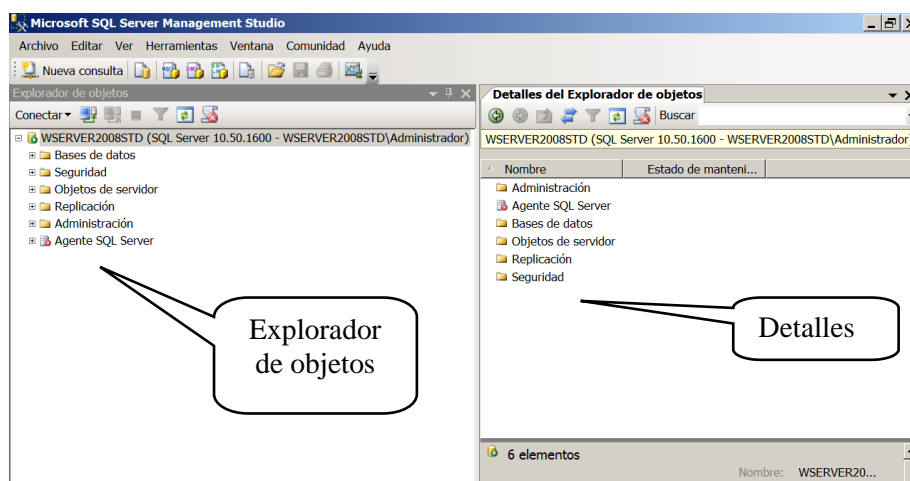 Microsoft SQL Server Management Studio
Archivo Editar Ver Herramientas Ventana Comunidad Ayuda
Nueva consulta
Explorador de objetos
Conectar
WSERVER2008STD (SQL Server 10.50.1600 - WSERVER2008STD\Administrador)
Bases de datos
Seguridad
Objetos de servidor
Replicación
Administración
Agente SQL Server
Explorador
de objetos
Detalles del Explorador de objetos
Buscar
WSERVER2008STD (SQL Server 10.50.1600 - WSERVER2008STD\Administrador)
Nombre Estado de manteni...
Administración
Agente SQL Server
Bases de datos
Objetos de servidor
Replicación
Seguridad
Detalles
6 elementos
Nombre: WSERVER20...